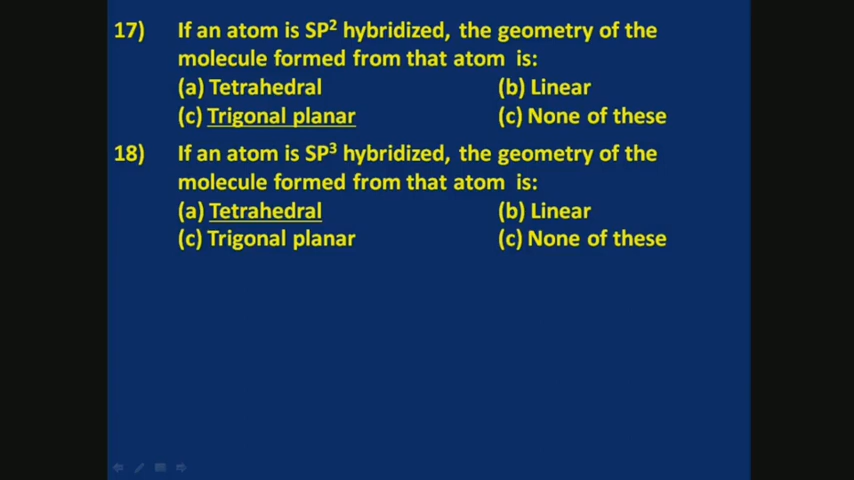 17) If an atom is SP² hybridized, the geometry of the
molecule formed from that atom is:
(a) Tetrahedral (b) Linear
(c) Trigonal planar (c) None of these
18) If an atom is SP³ hybridized, the geometry of the
molecule formed from that atom is:
(a) Tetrahedral (b) Linear
(c) Trigonal planar (c) None of these